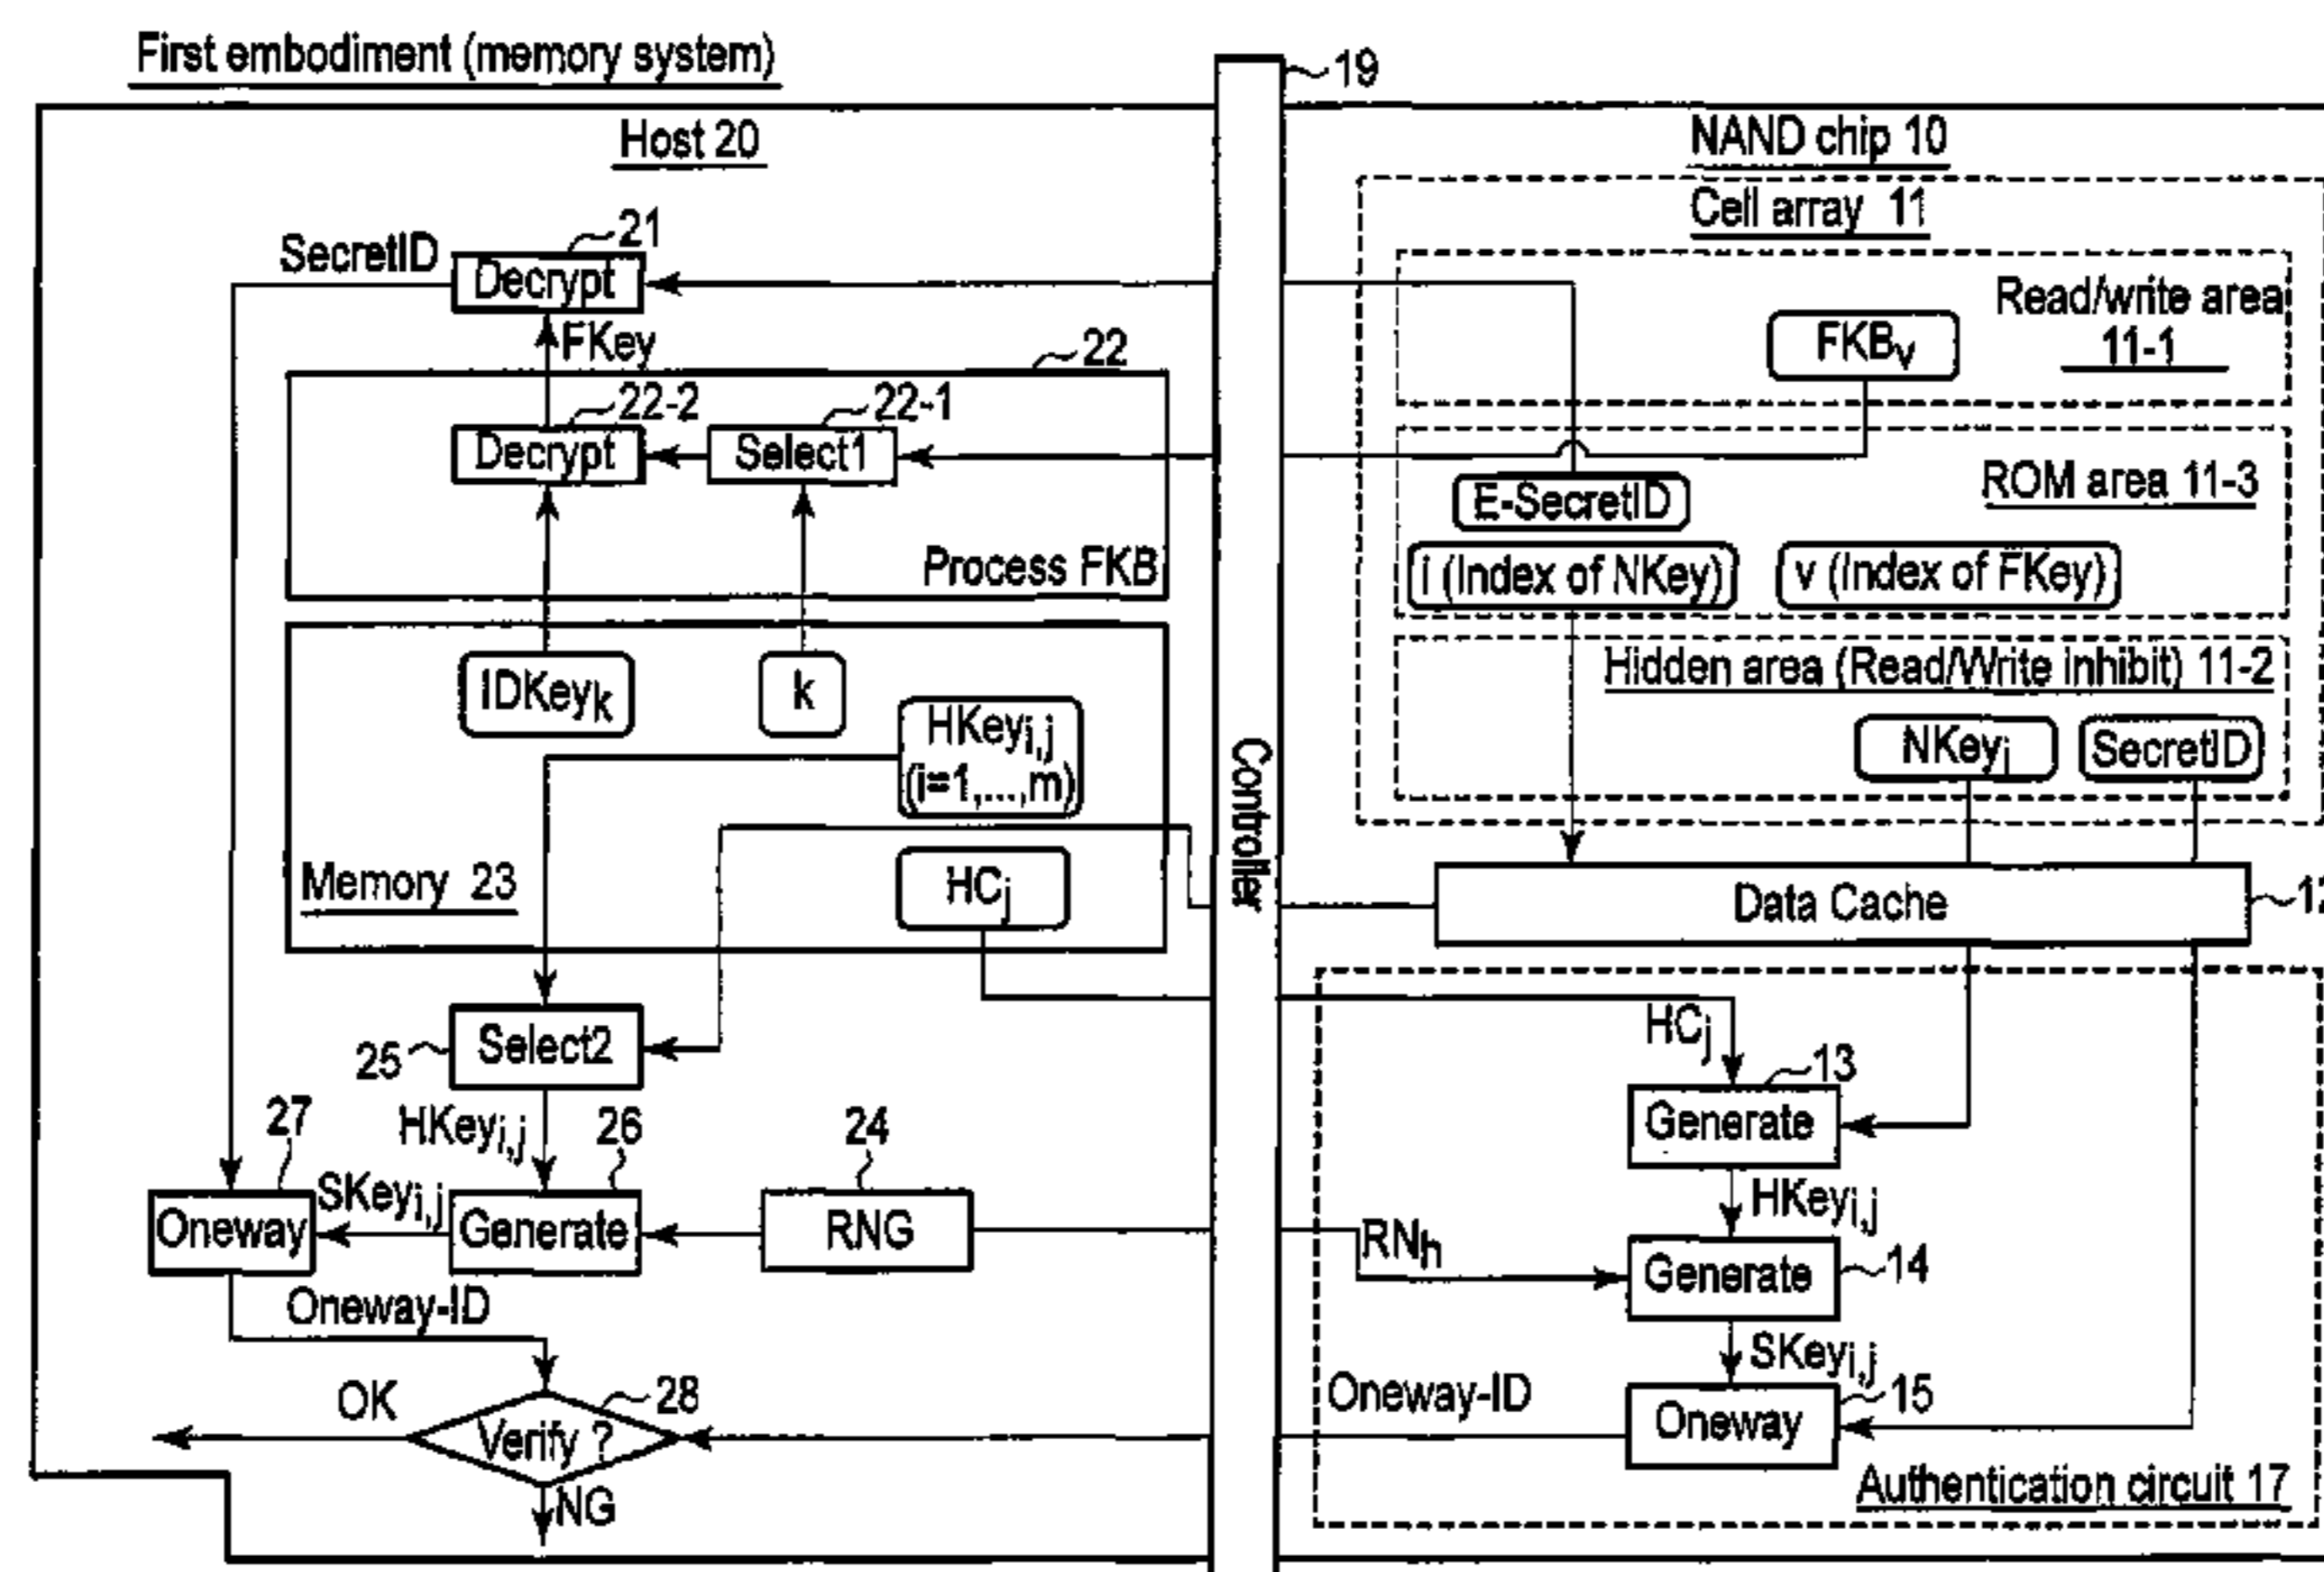 First embodiment (memory system)
19
Host 20
NAND chip 10
Cell array 11
21
SecretID
Decrypt
Read/write area
11-1
FKBv
FKey
22
22-2
22-1
Decrypt
Select1
ROM area 11-3
E-SecretID
i (Index of NKey)
v (Index of FKey)
Process FKB
Hidden area (Read/Write inhibit) 11-2
IDKeyk
k
HKeyi,j
(i=1,...,m)
NKeyi
SecretID
Controller
Memory 23
HCj
Data Cache
12
25
Select2
HCj
13
Generate
HKeyi,j
27
26
24
HKeyi,j
SKeyi,j
Oneway
Generate
RNG
RNh
Generate
14
Oneway-ID
SKeyi,j
OK
28
Verify ?
Oneway-ID
15
Oneway
NG
Authentication circuit 17